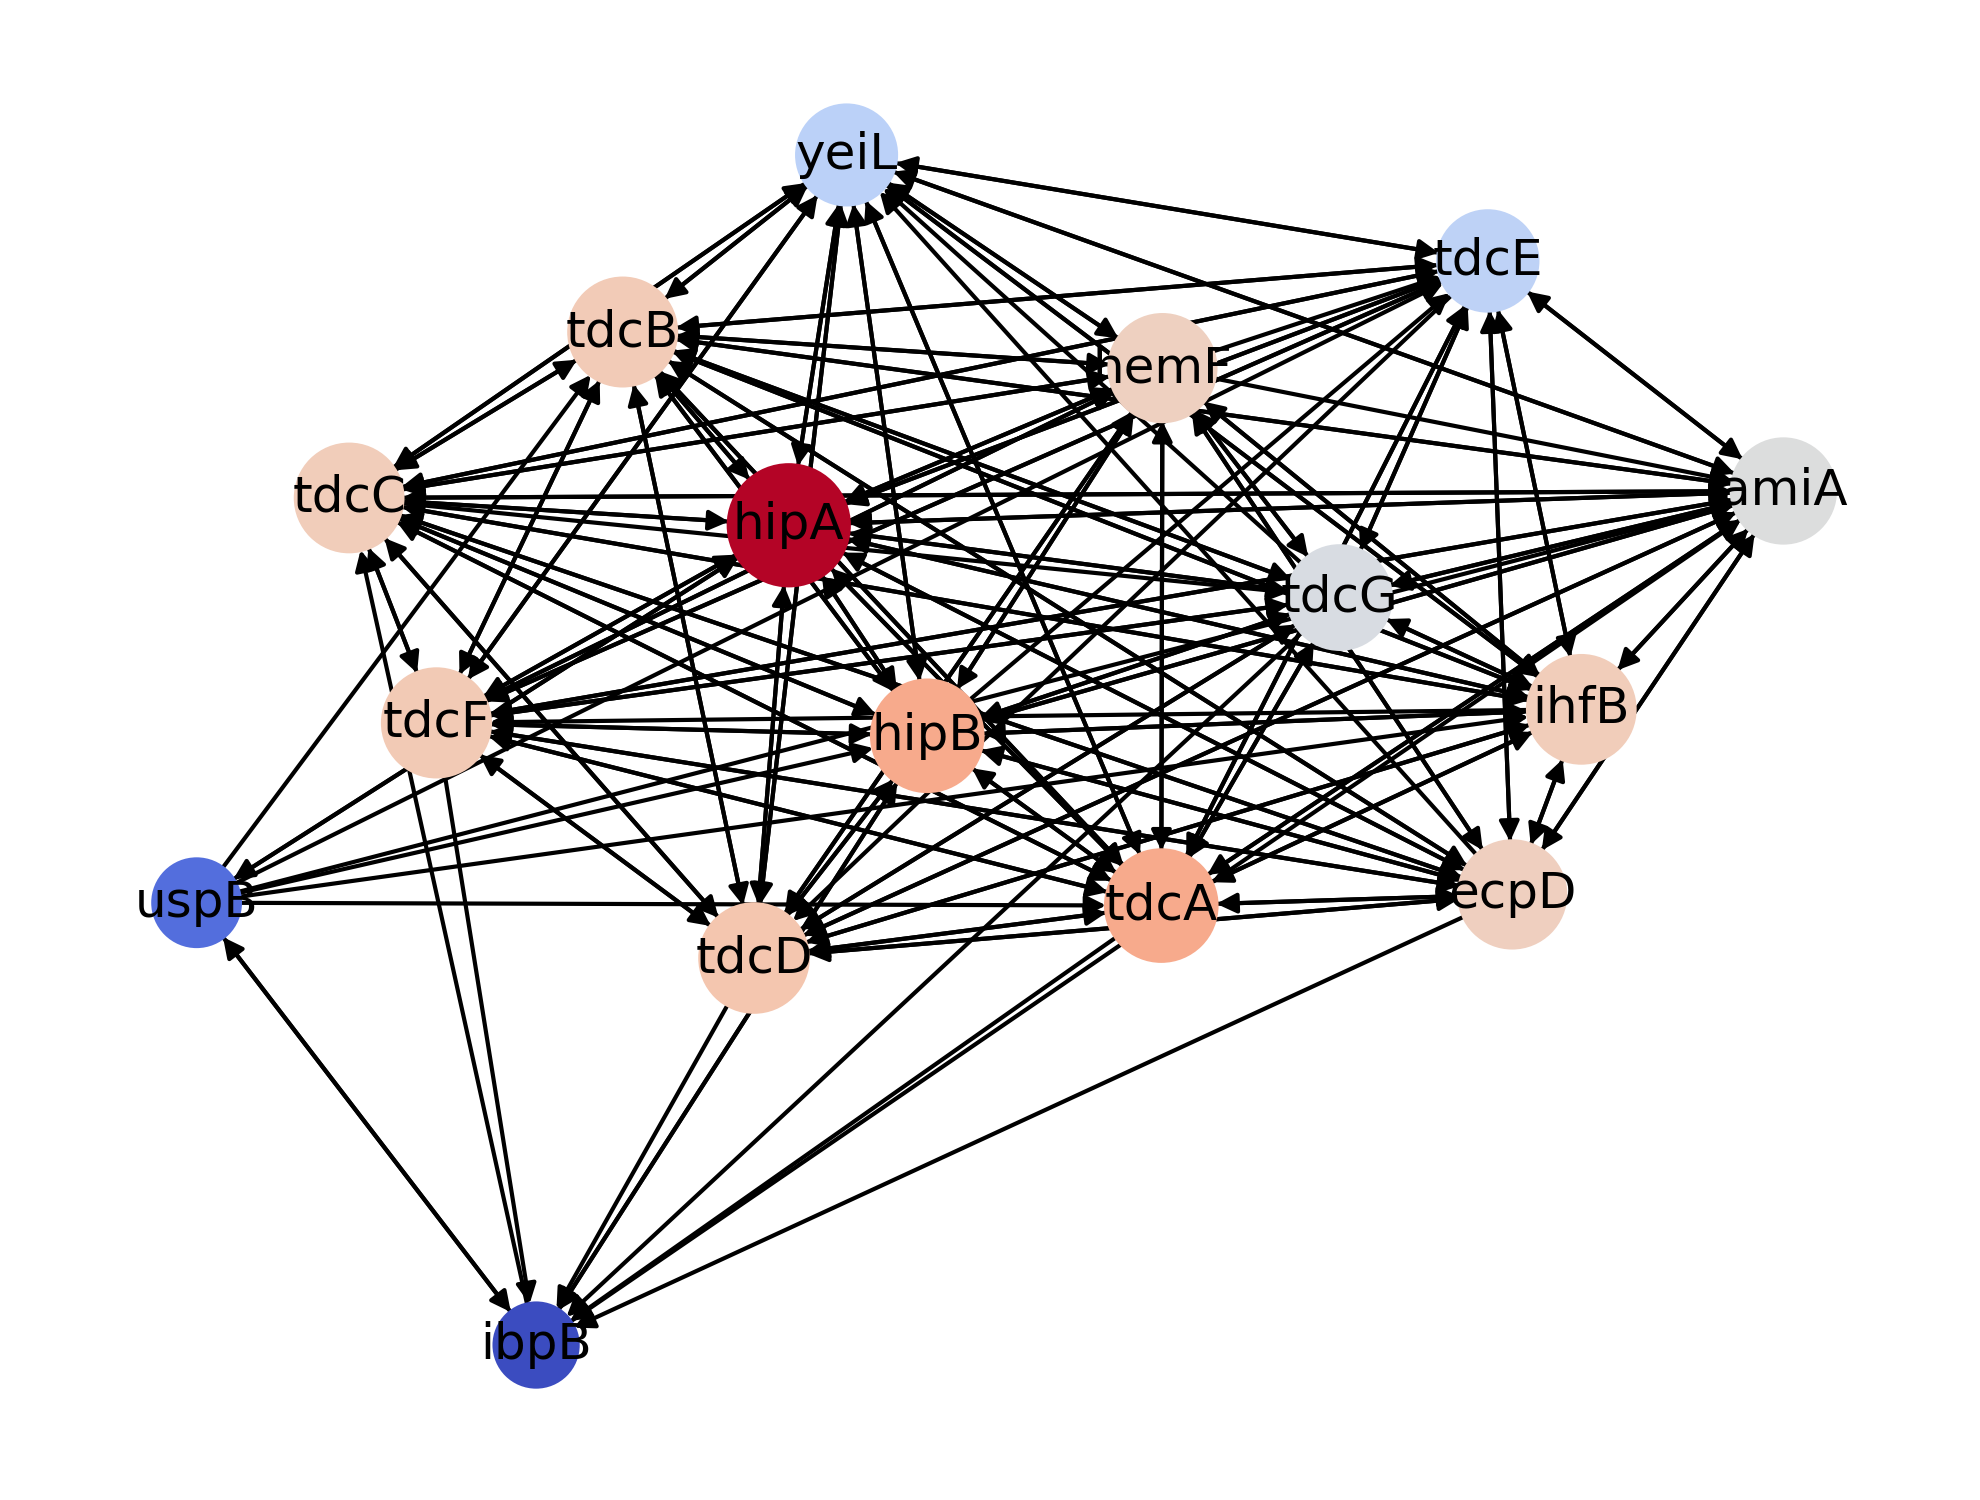 yeiL
tdcE
tdcB
hemF
tdcC
amiA
hipA
tdcG
tdcF
ihfB
hipB
uspB
tdcA
ecpD
tdcD
ibpB